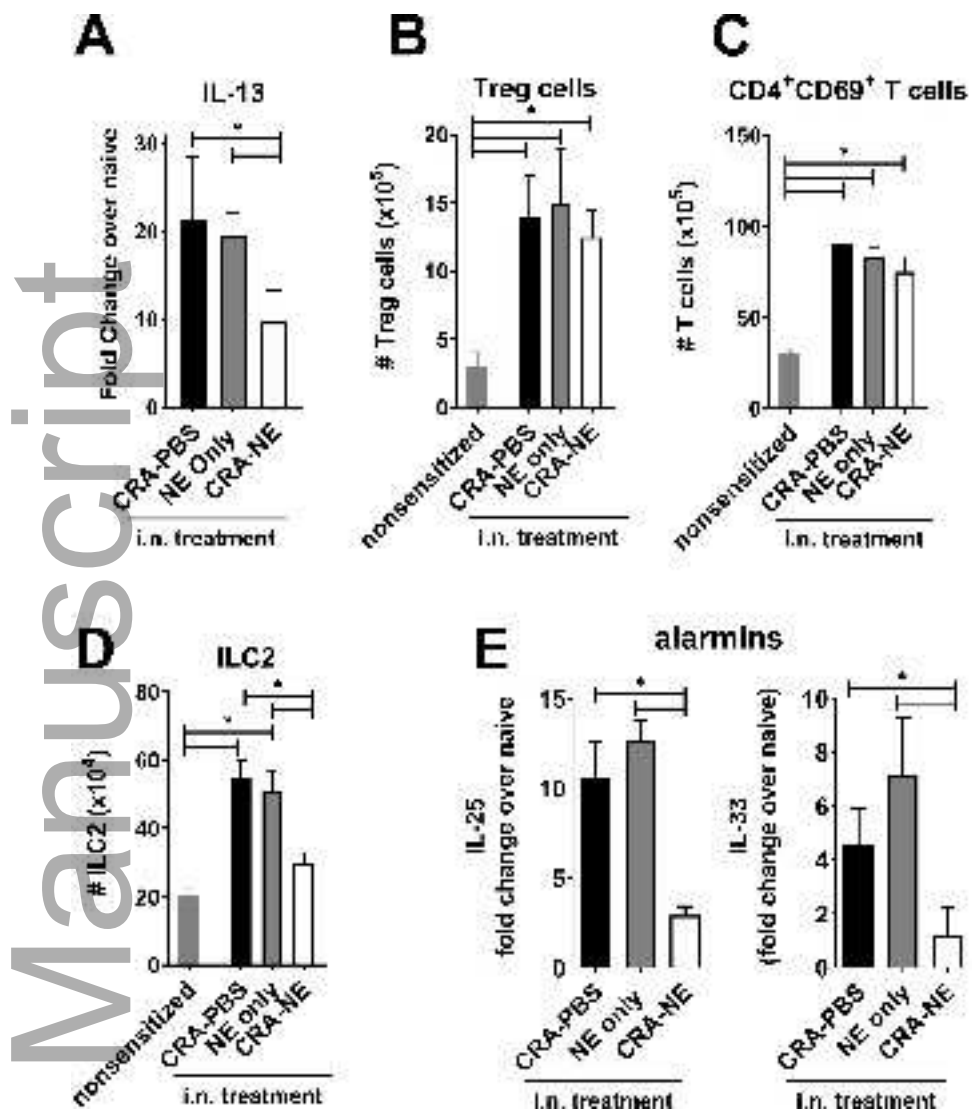 A
IL-13
*
Fold Change over naive
30
20
10
0
CRA-PBS
NE Only
CRA-NE
i.n. treatment
B
Treg cells
*
# Treg cells (x10⁵)
20
15
10
5
0
nonsensitized
CRA-PBS
NE only
CRA-NE
i.n. treatment
C
CD4⁺CD69⁺ T cells
*
# T cells (x10⁵)
150
100
50
0
nonsensitized
CRA-PBS
NE only
CRA-NE
i.n. treatment
D
ILC2
*
*
# ILC2 (x10⁴)
80
60
40
20
0
nonsensitized
CRA-PBS
NE only
CRA-NE
i.n. treatment
E
alarmins
*
IL-25
fold change over naive
15
10
5
0
CRA-PBS
NE only
CRA-NE
i.n. treatment
*
IL-33
(fold change over naive)
10
8
6
4
2
0
CRA-PBS
NE only
CRA-NE
i.n. treatment
Manuscript